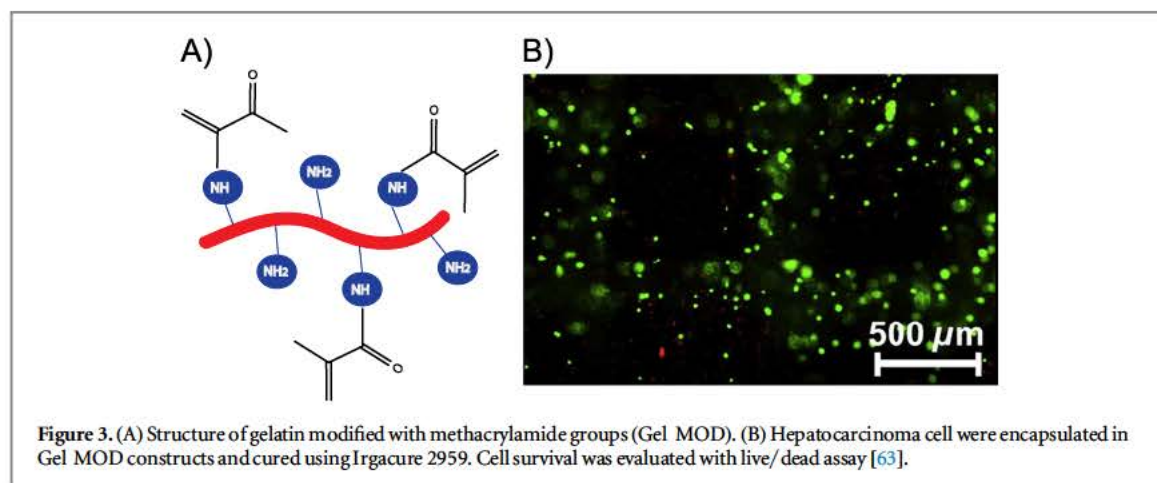 A)
B)
O
O
NH
NH2
NH
NH2
NH2
NH
O
500 µm
Figure 3. (A) Structure of gelatin modified with methacrylamide groups (Gel MOD). (B) Hepatocarcinoma cell were encapsulated in
Gel MOD constructs and cured using Irgacure 2959. Cell survival was evaluated with live/dead assay [63].